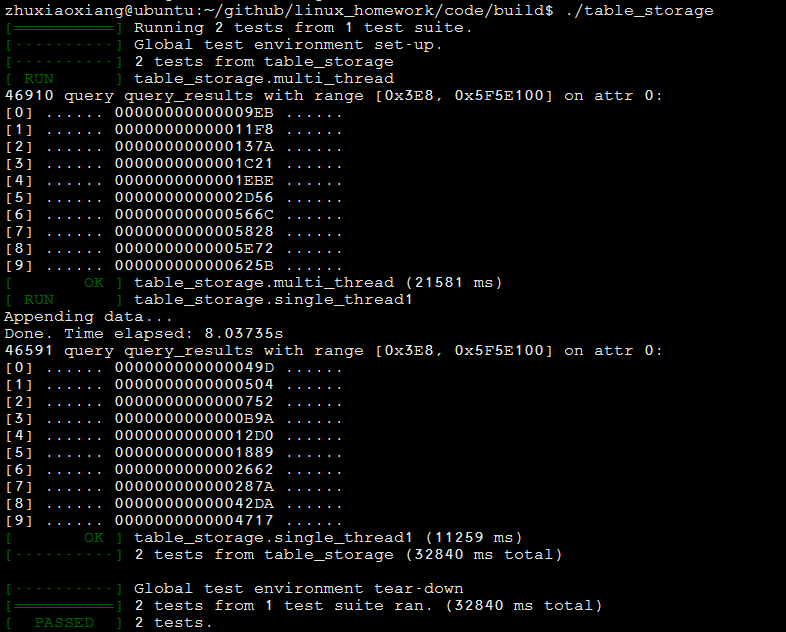 zhuxiaoxiang@ubuntu:~/github/linux_homework/code/build$ ./table_storage
[==========] Running 2 tests from 1 test suite.
[----------] Global test environment set-up.
[----------] 2 tests from table_storage
[ RUN      ] table_storage.multi_thread
46910 query query_results with range [0x3E8, 0x5F5E100] on attr 0:
[0] ...... 00000000000009EB ......
[1] ...... 00000000000011F8 ......
[2] ...... 000000000000137A ......
[3] ...... 0000000000001C21 ......
[4] ...... 0000000000001EBE ......
[5] ...... 0000000000002D56 ......
[6] ...... 000000000000566C ......
[7] ...... 0000000000005828 ......
[8] ...... 0000000000005E72 ......
[9] ...... 000000000000625B ......
[       OK ] table_storage.multi_thread (21581 ms)
[ RUN      ] table_storage.single_thread1
Appending data...
Done. Time elapsed: 8.03735s
46591 query query_results with range [0x3E8, 0x5F5E100] on attr 0:
[0] ...... 000000000000049D ......
[1] ...... 0000000000000504 ......
[2] ...... 0000000000000752 ......
[3] ...... 0000000000000B9A ......
[4] ...... 00000000000012D0 ......
[5] ...... 0000000000001889 ......
[6] ...... 0000000000002662 ......
[7] ...... 000000000000287A ......
[8] ...... 00000000000042DA ......
[9] ...... 0000000000004717 ......
[       OK ] table_storage.single_thread1 (11259 ms)
[----------] 2 tests from table_storage (32840 ms total)
[----------] Global test environment tear-down
[==========] 2 tests from 1 test suite ran. (32840 ms total)
[  PASSED  ] 2 tests.